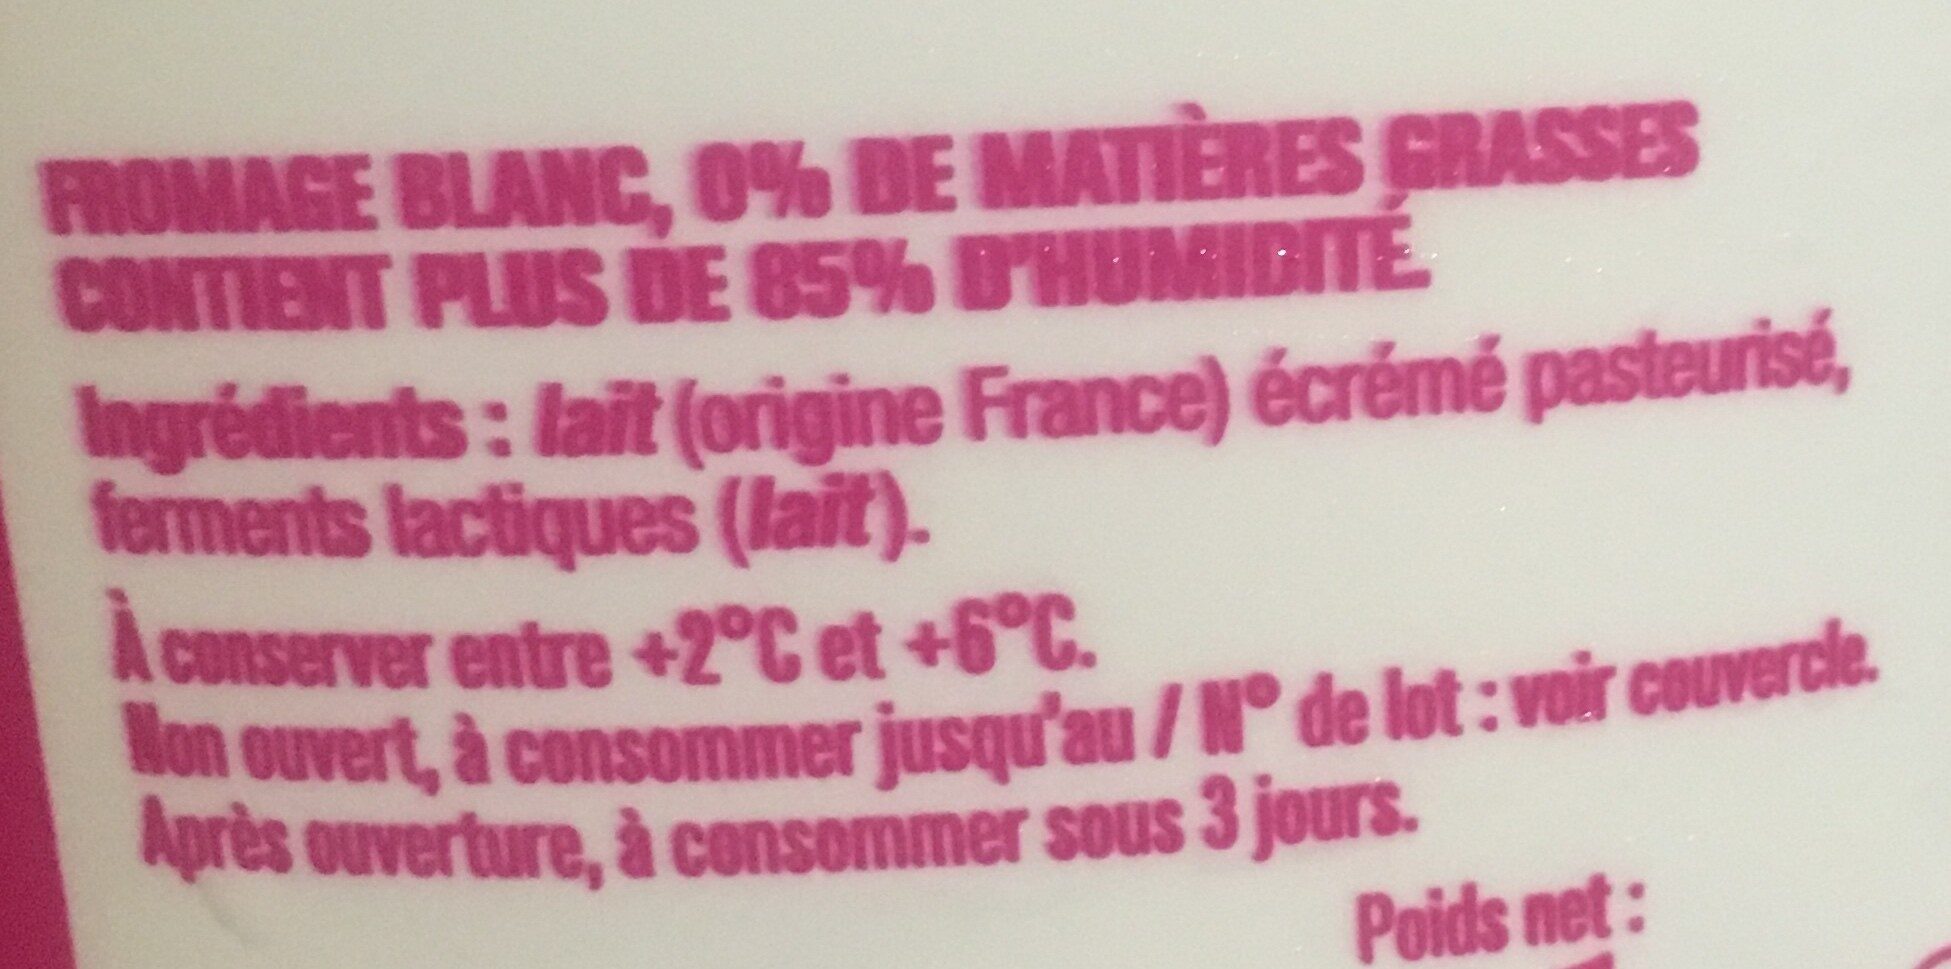 FROMAGE BLANC, 0% DE MATIÈRES GRASSES
CONTIENT PLUS DE 85% D'HUMIDITÉ.
Ingrédients : lait (origine France) écrémé pasteurisé,
ferments lactiques (lait).
À conserver entre +2°C et +6°C.
Non ouvert, à consommer jusqu'au / N° de lot : voir couvercle.
Après ouverture, à consommer sous 3 jours.
Poids net :